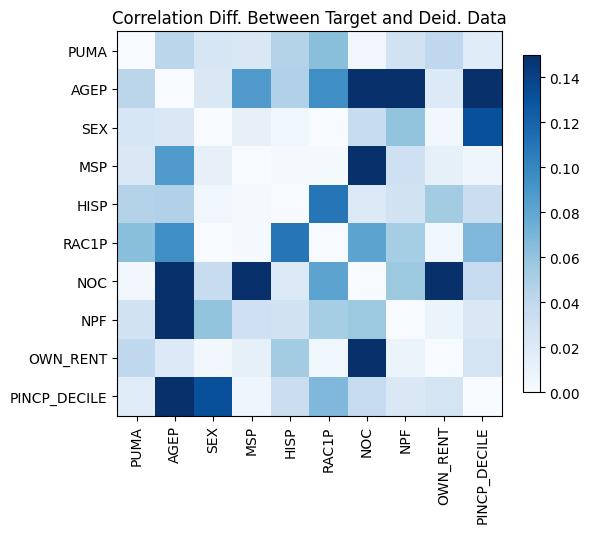 Correlation Diff. Between Target and Deid. Data
PUMA
AGEP
SEX
MSP
HISP
RAC1P
NOC
NPF
OWN_RENT
PINCP_DECILE
PUMA
AGEP
SEX
MSP
HISP
RAC1P
NOC
NPF
OWN_RENT
PINCP_DECILE
0.14
0.12
0.10
0.08
0.06
0.04
0.02
0.00